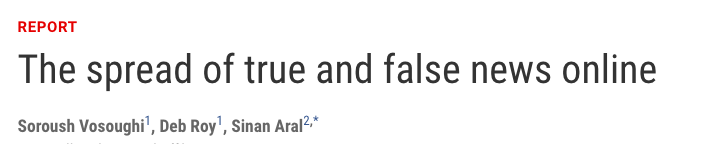 REPORT
The spread of true and false news online
Soroush Vosoughi1, Deb Roy1, Sinan Aral2,*